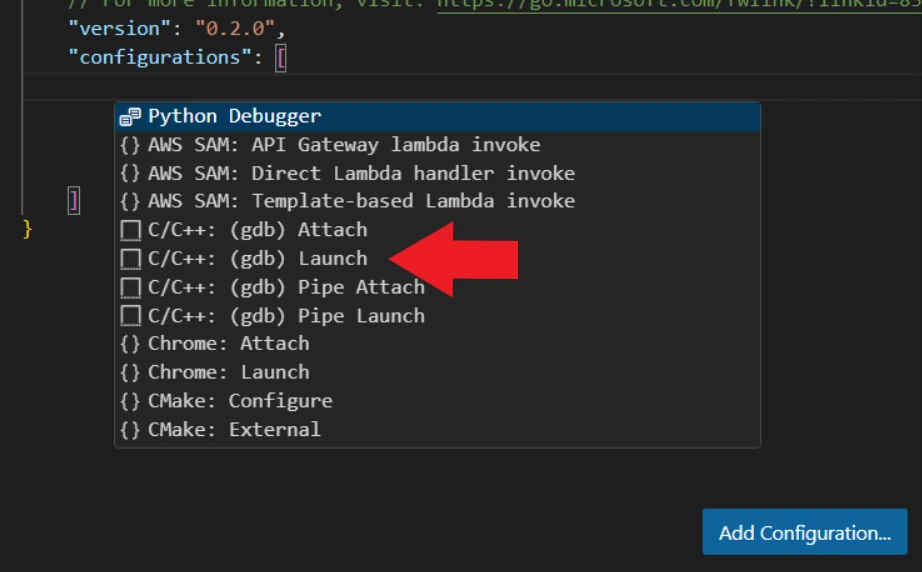 // For more information, visit: https://go.microsoft.com/fwlink/?linkid=83
"version": "0.2.0",
"configurations": [
Python Debugger
{} AWS SAM: API Gateway lambda invoke
{} AWS SAM: Direct Lambda handler invoke
{} AWS SAM: Template-based Lambda invoke
]
}
C/C++: (gdb) Attach
C/C++: (gdb) Launch
C/C++: (gdb) Pipe Attach
C/C++: (gdb) Pipe Launch
{} Chrome: Attach
{} Chrome: Launch
{} CMake: Configure
{} CMake: External
Add Configuration...